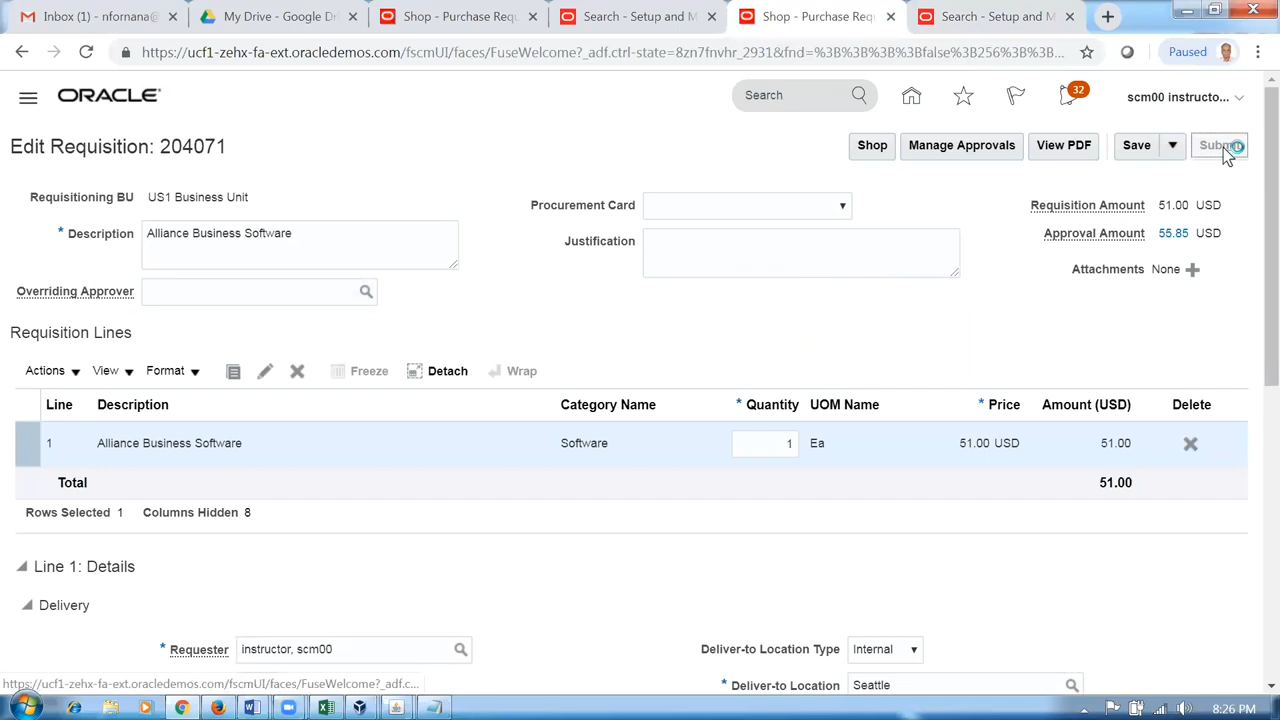 nfornana@
My Drive - Google D
Shop - Purchase Re
Search - Setup and M
Shop - Purchase Requ
Search - Setup and M
https://ucf1-zehx-fa-ext.oracledemos.com/fscmUI/faces/FuseWelcome?_adf.ctrl-state=8zn7fnvhr_2931&fnd=%3B%3B%3B%3Bfalse%3B256%3B%3B%3B...
Paused
ORACLE
Search
32
scm00 instructo...
Edit Requisition: 204071
Shop
Manage Approvals
View PDF
Save
Submit
Requisitioning BU US1 Business Unit
* Description Alliance Business Software
Overriding Approver
Procurement Card
Justification
Requisition Amount 51.00 USD
Approval Amount 55.85 USD
Attachments None
Requisition Lines
Actions View Format Freeze Detach Wrap
Line Description Category Name * Quantity UOM Name * Price Amount (USD) Delete
1 Alliance Business Software Software 1 Ea 51.00 USD 51.00
Total 51.00
Rows Selected 1 Columns Hidden 8
Line 1: Details
Delivery
* Requester instructor, scm00
Deliver-to Location Type Internal
* Deliver-to Location Seattle
https://ucf1-zehx-fa-ext.oracledemos.com/fscmUI/faces/FuseWelcome?_adf.c...
8:26 PM